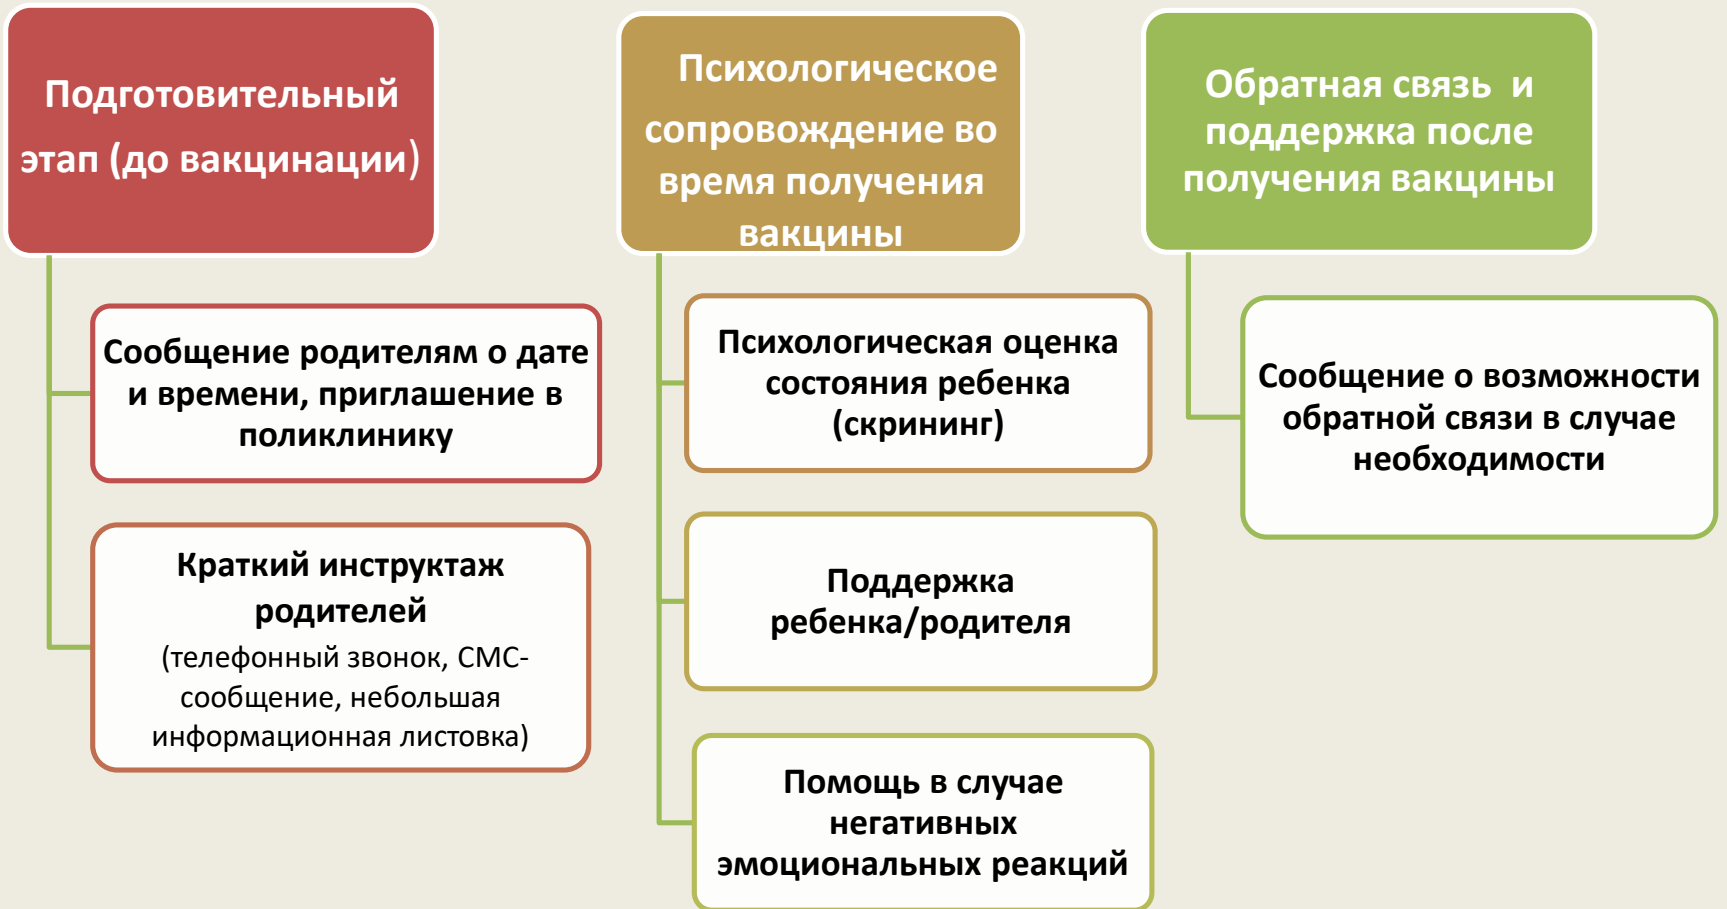 Подготовительный
этап (до вакцинации)
Сообщение родителям о дате
и времени, приглашение в
поликлинику
Краткий инструктаж
родителей
(телефонный звонок, СМС-
сообщение, небольшая
информационная листовка)
Психологическое
сопровождение во
время получения
вакцины
Психологическая оценка
состояния ребенка
(скрининг)
Поддержка
ребенка/родителя
Помощь в случае
негативных
эмоциональных реакций
Обратная связь и
поддержка после
получения вакцины
Сообщение о возможности
обратной связи в случае
необходимости